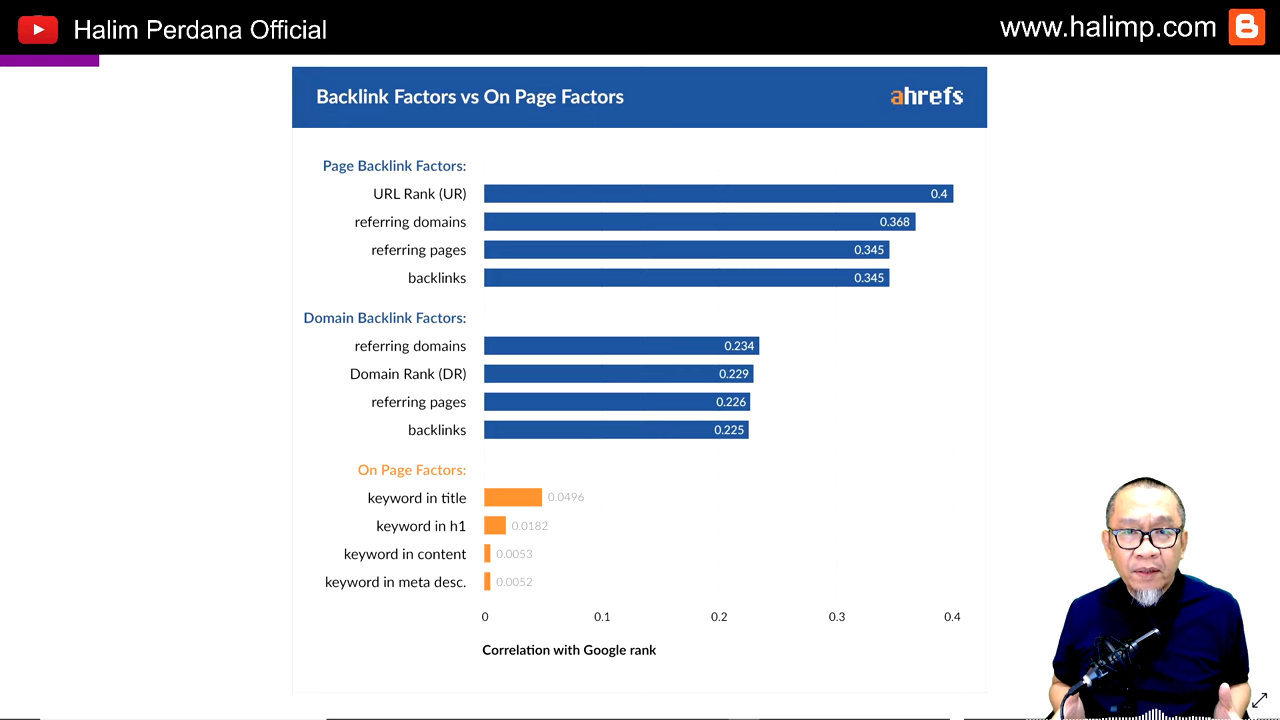 Halim Perdana Official
www.halimp.com
Backlink Factors vs On Page Factors
ahrefs
Page Backlink Factors:
URL Rank (UR) 0.4
referring domains 0.368
referring pages 0.345
backlinks 0.345
Domain Backlink Factors:
referring domains 0.234
Domain Rank (DR) 0.229
referring pages 0.226
backlinks 0.225
On Page Factors:
keyword in title 0.0496
keyword in h1 0.0182
keyword in content 0.0053
keyword in meta desc. 0.0052
0 0.1 0.2 0.3 0.4
Correlation with Google rank